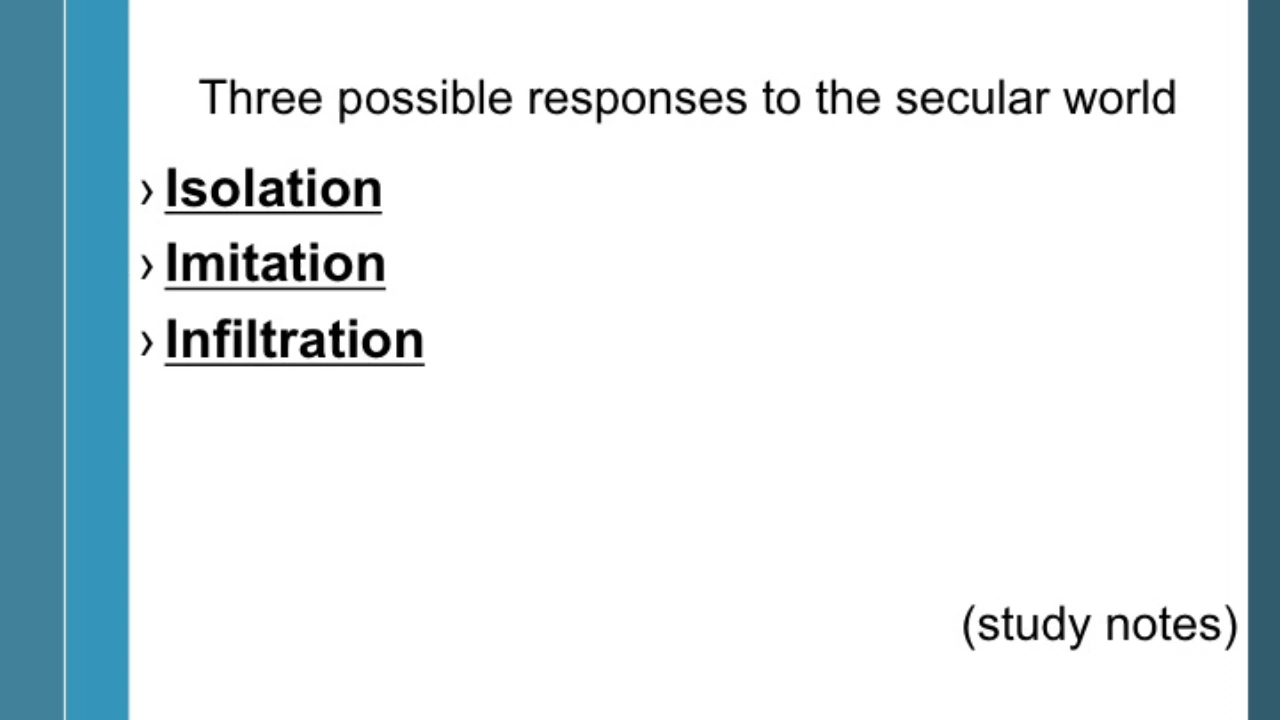 Three possible responses to the secular world
› Isolation
› Imitation
› Infiltration
(study notes)